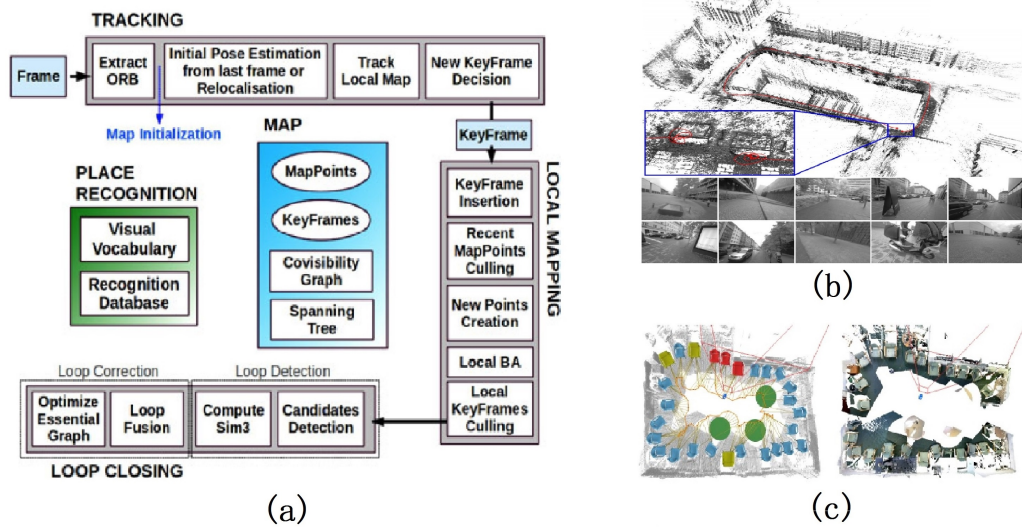 TRACKING
Frame
Extract
ORB
Initial Pose Estimation
from last frame or
Relocalisation
Track
Local Map
New KeyFrame
Decision
Map Initialization
MAP
KeyFrame
PLACE
RECOGNITION
Visual
Vocabulary
Recognition
Database
MapPoints
KeyFrames
Covisibility
Graph
Spanning
Tree
LOCAL MAPPING
KeyFrame
Insertion
Recent
MapPoints
Culling
New Points
Creation
Local BA
Local
KeyFrames
Culling
Loop Correction
Loop Detection
Optimize
Essential
Graph
Loop
Fusion
Compute
Sim3
Candidates
Detection
LOOP CLOSING
(a)
(b)
(c)